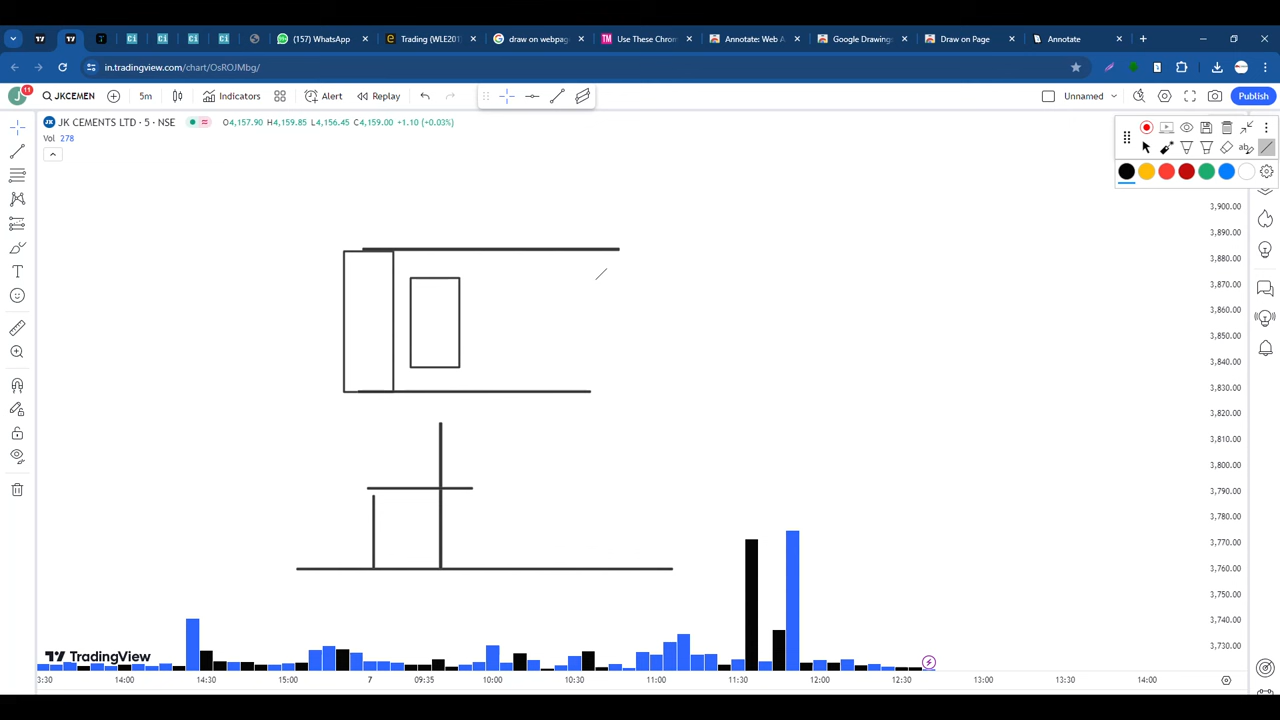 (157) WhatsApp
Trading (WLE201
draw on webpage
Use These Chrom
Annotate: Web A
Google Drawings
Draw on Page
Annotate
in.tradingview.com/chart/OsROJMbg/
11
JKCEMEN
5m
Indicators
Alert
Replay
Unnamed
Publish
JK CEMENTS LTD · 5 · NSE
O4,157.90 H4,159.85 L4,156.45 C4,159.00 +1.10 (+0.03%)
Vol 278
3,900.00
3,890.00
3,880.00
3,870.00
3,860.00
3,850.00
3,840.00
3,830.00
3,820.00
3,810.00
3,800.00
3,790.00
3,780.00
3,770.00
3,760.00
3,750.00
3,740.00
3,730.00
TradingView
3:30 14:00 14:30 15:00 7 09:35 10:00 10:30 11:00 11:30 12:00 12:30 13:00 13:30 14:00